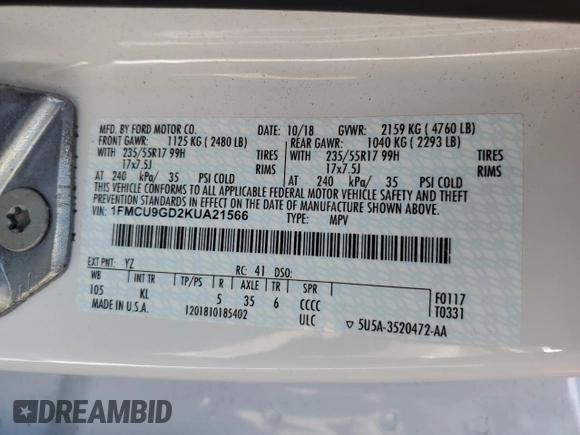 MFD. BY FORD MOTOR CO. DATE: 10/18 GVWR: 2159 KG ( 4760 LB)
FRONT GAWR: 1125 KG ( 2480 LB) REAR GAWR: 1040 KG ( 2293 LB)
WITH 235/55R17 99H TIRES WITH 235/55R17 99H TIRES
17x7.5J RIMS 17x7.5J RIMS
AT 240 kPa/ 35 PSI COLD AT 240 kPa/ 35 PSI COLD
THIS VEHICLE CONFORMS TO ALL APPLICABLE FEDERAL MOTOR VEHICLE SAFETY AND THEFT
PREVENTION STANDARDS IN EFFECT ON THE DATE OF MANUFACTURE SHOWN ABOVE.
VIN: 1FMCU9GD2KUA21566 TYPE: MPV
EXT PNT: YZ RC: 41 DSO:
WB INT TR TP/PS R AXLE TR SPR
105 KL 5 35 6 CCCC
F0117
T0331
MADE IN U.S.A. 1201810185402 ▽ 5U5A-3520472-AA
DREAMBID